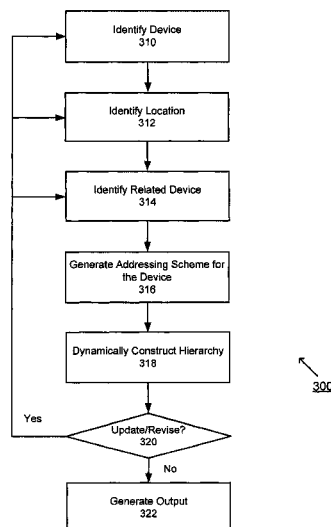 Identify Device
310
Identify Location
312
Identify Related Device
314
Generate Addressing Scheme for
the Device
316
Dynamically Construct Hierarchy
318
300
Yes
Update/Revise?
320
No
Generate Output
322